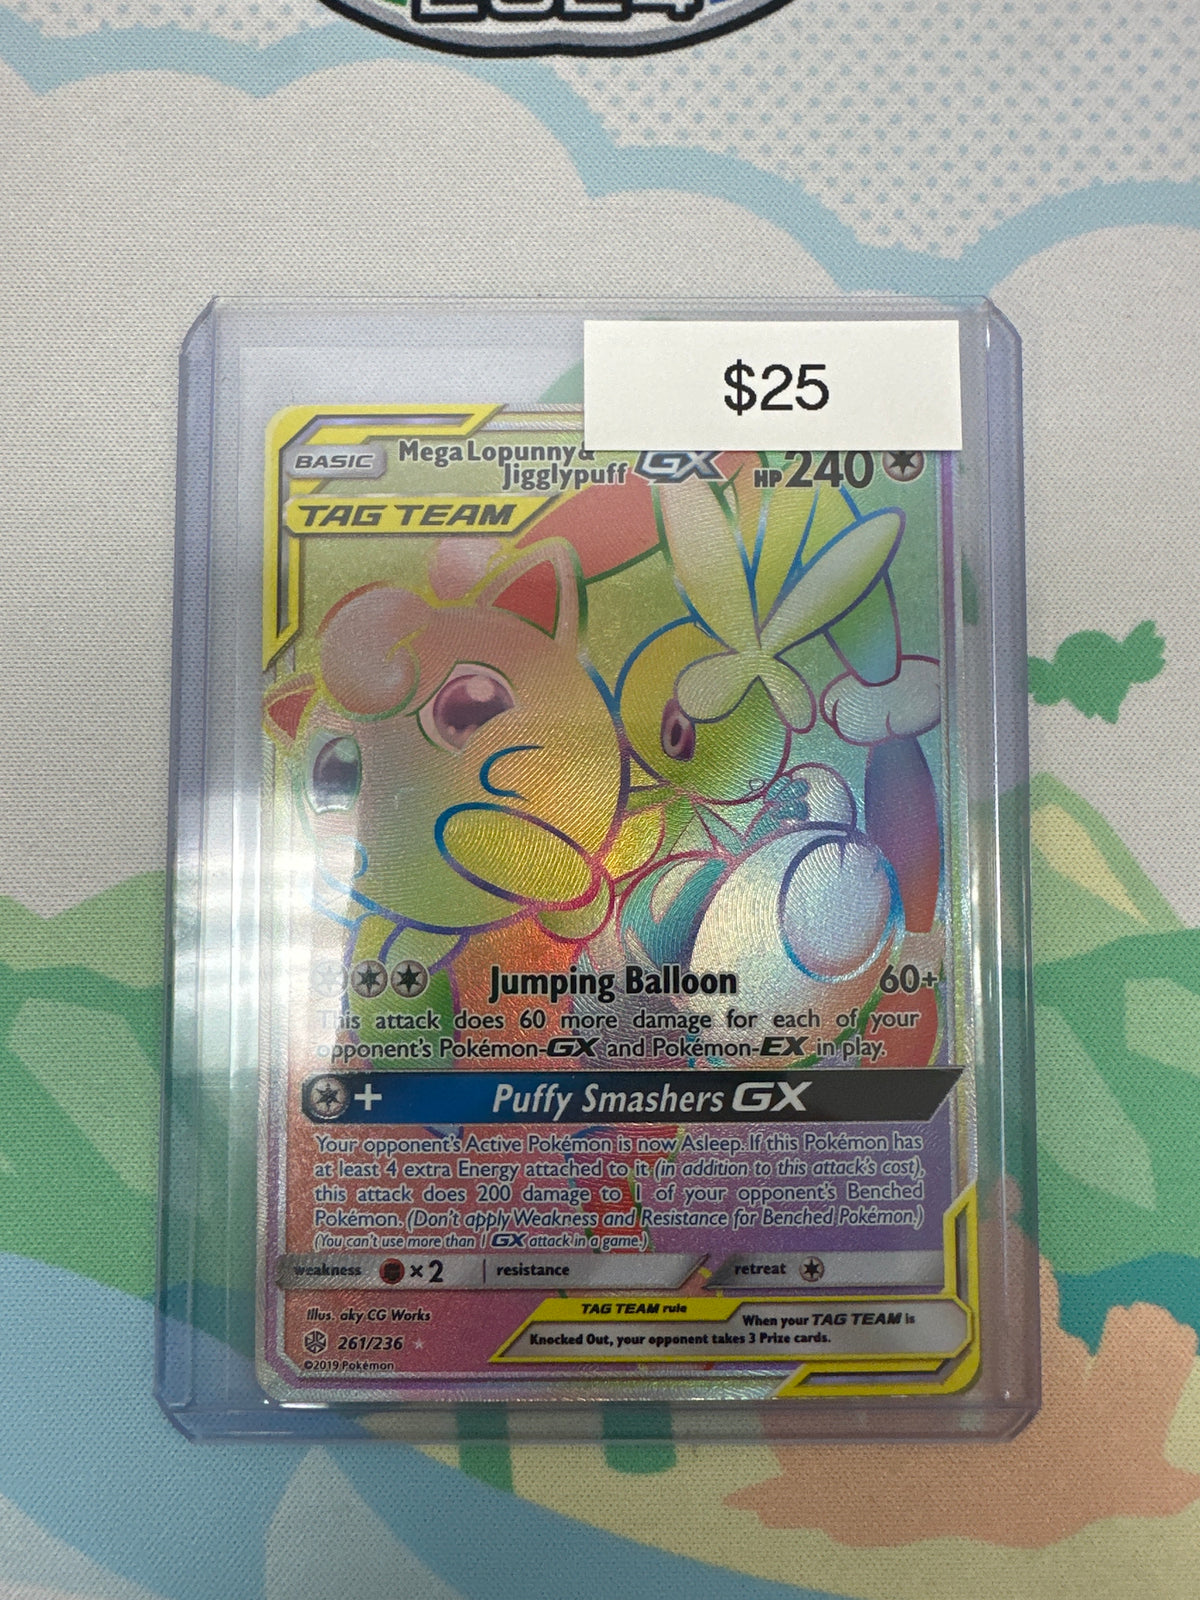 2024
$25
BASIC
Mega Lopunny &
Jigglypuff GX
HP 240
TAG TEAM
Jumping Balloon 60+
This attack does 60 more damage for each of your
opponent's Pokémon-GX and Pokémon-EX in play.
+ Puffy Smashers GX
Your opponent's Active Pokémon is now Asleep. If this Pokémon has
at least 4 extra Energy attached to it (in addition to this attack's cost),
this attack does 200 damage to 1 of your opponent's Benched
Pokémon. (Don't apply Weakness and Resistance for Benched Pokémon.)
(You can't use more than 1 GX attack in a game.)
weakness × 2 resistance retreat
Illus. aky CG Works
261/236
©2019 Pokémon
TAG TEAM rule
When your TAG TEAM is
Knocked Out, your opponent takes 3 Prize cards.